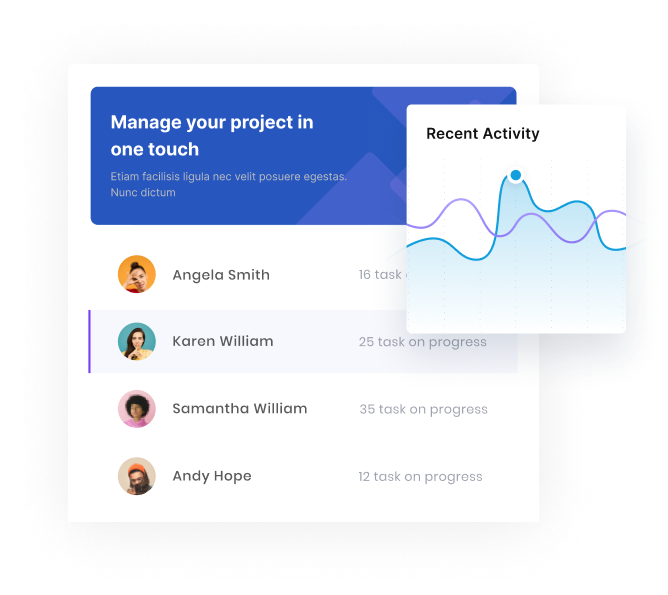 Manage your project in
one touch
Etiam facilisis ligula nec velit posuere egestas.
Nunc dictum
Recent Activity
Angela Smith
16 task
Karen William
25 task on progress
Samantha William
35 task on progress
Andy Hope
12 task on progress